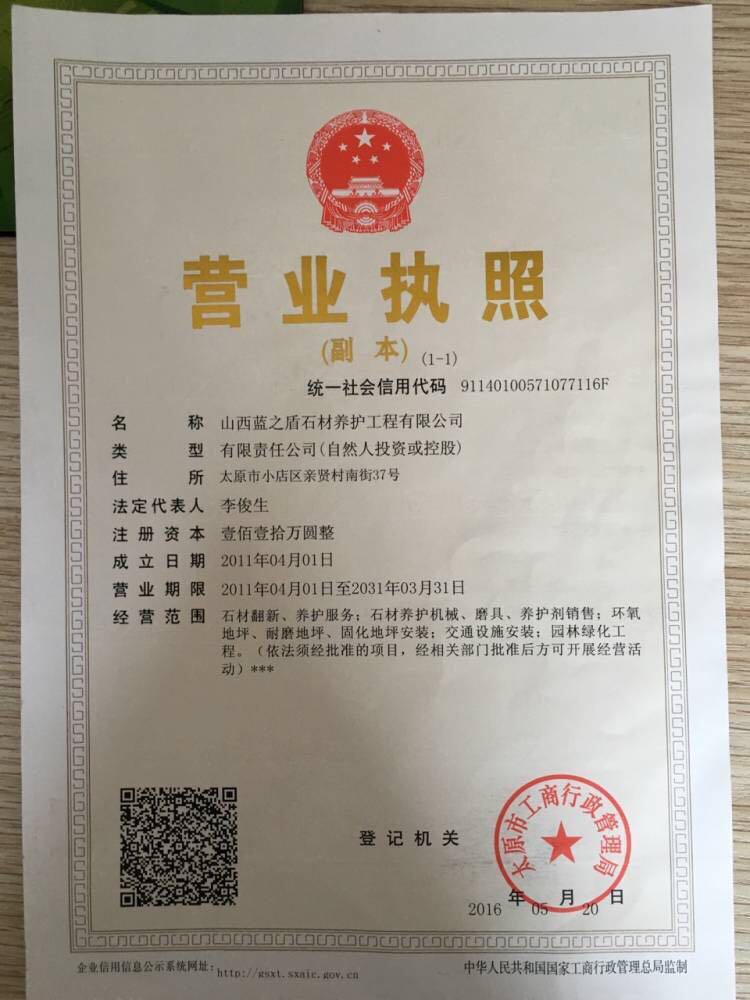 营业执照
(副 本) (1-1)
统一社会信用代码 91140100571077116F
名 称 山西蓝之盾石材养护工程有限公司
类 型 有限责任公司(自然人投资或控股)
住 所 太原市小店区亲贤村南街37号
法定代表人 李俊生
注册资本 壹佰壹拾万圆整
成立日期 2011年04月01日
营业期限 2011年04月01日至2031年03月31日
经营范围 石材翻新、养护服务；石材养护机械、磨具、养护剂销售；环氧
地坪、耐磨地坪、固化地坪安装；交通设施安装；园林绿化工
程。（依法须经批准的项目，经相关部门批准后方可开展经营活
动）***
登记机关
太原市工商行政管理局
2016 年 05 月 20 日
企业信用信息公示系统网址：http://gsxt.sxaic.gov.cn
中华人民共和国国家工商行政管理总局监制